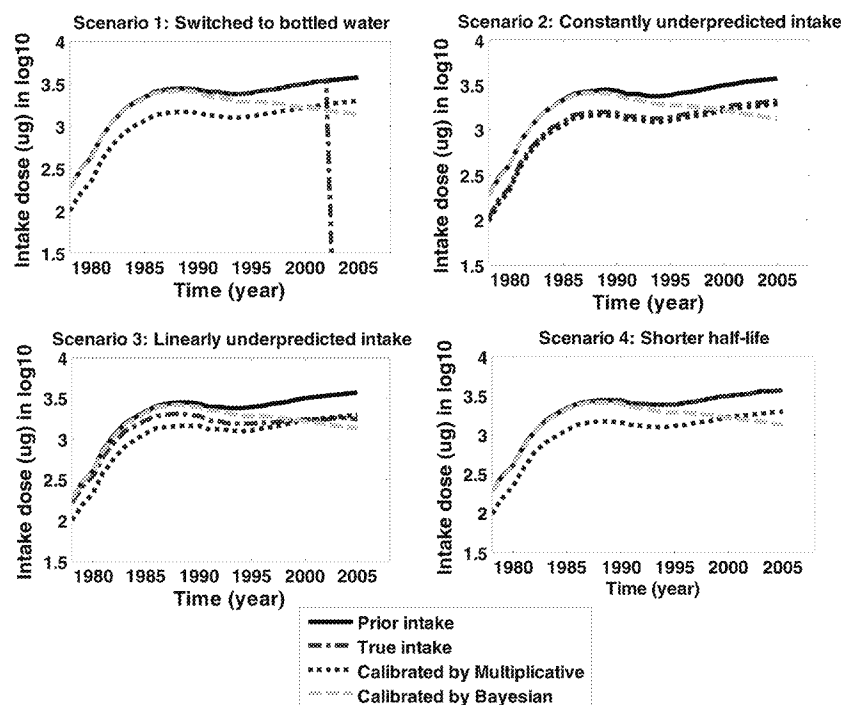 Scenario 1: Switched to bottled water
Intake dose (ug) in log10
4
3.5
3
2.5
2
1.5
1980 1985 1990 1995 2000 2005
Time (year)
Scenario 2: Constantly underpredicted intake
Intake dose (ug) in log10
4
3.5
3
2.5
2
1.5
1980 1985 1990 1995 2000 2005
Time (year)
Scenario 3: Linearly underpredicted intake
Intake dose (ug) in log10
4
3.5
3
2.5
2
1.5
1980 1985 1990 1995 2000 2005
Time (year)
Scenario 4: Shorter half-life
Intake dose (ug) in log10
4
3.5
3
2.5
2
1.5
1980 1985 1990 1995 2000 2005
Time (year)
Prior intake
True intake
Calibrated by Multiplicative
Calibrated by Bayesian